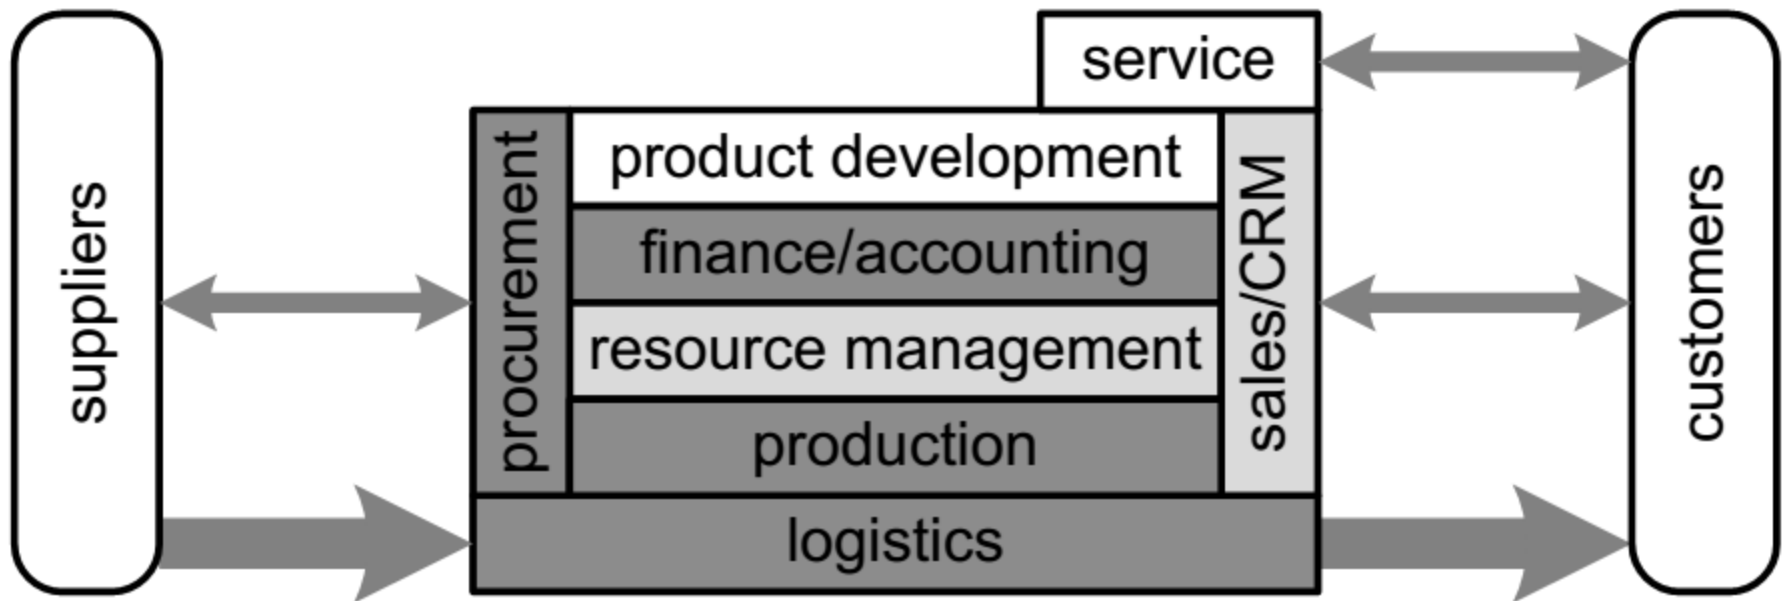 suppliers
service
procurement
product development
finance/accounting
resource management
production
logistics
sales/CRM
customers